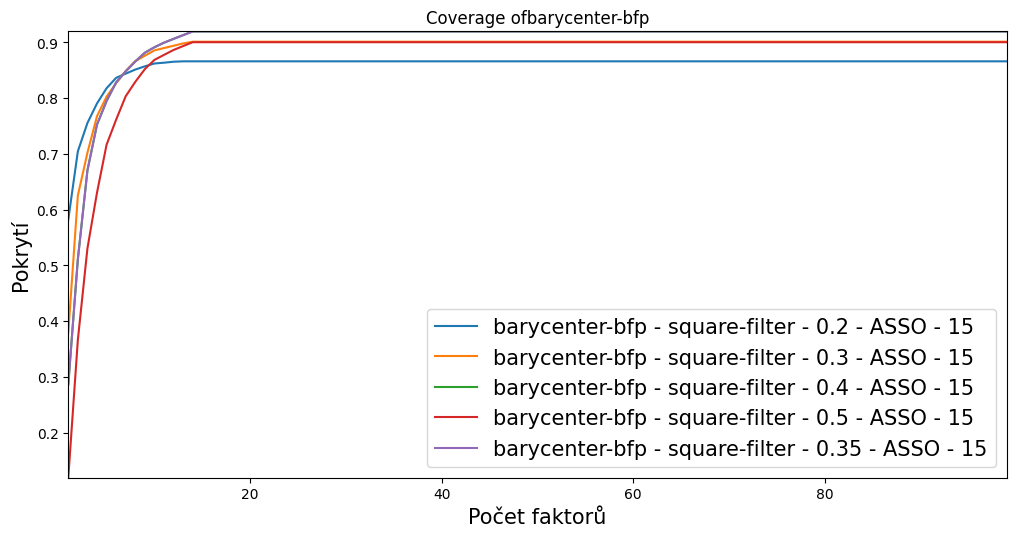 Coverage ofbarycenter-bfp
0.9
0.8
0.7
0.6
0.5
0.4
0.3
0.2
Pokrytí
barycenter-bfp - square-filter - 0.2 - ASSO - 15
barycenter-bfp - square-filter - 0.3 - ASSO - 15
barycenter-bfp - square-filter - 0.4 - ASSO - 15
barycenter-bfp - square-filter - 0.5 - ASSO - 15
barycenter-bfp - square-filter - 0.35 - ASSO - 15
20 40 60 80
Počet faktorů